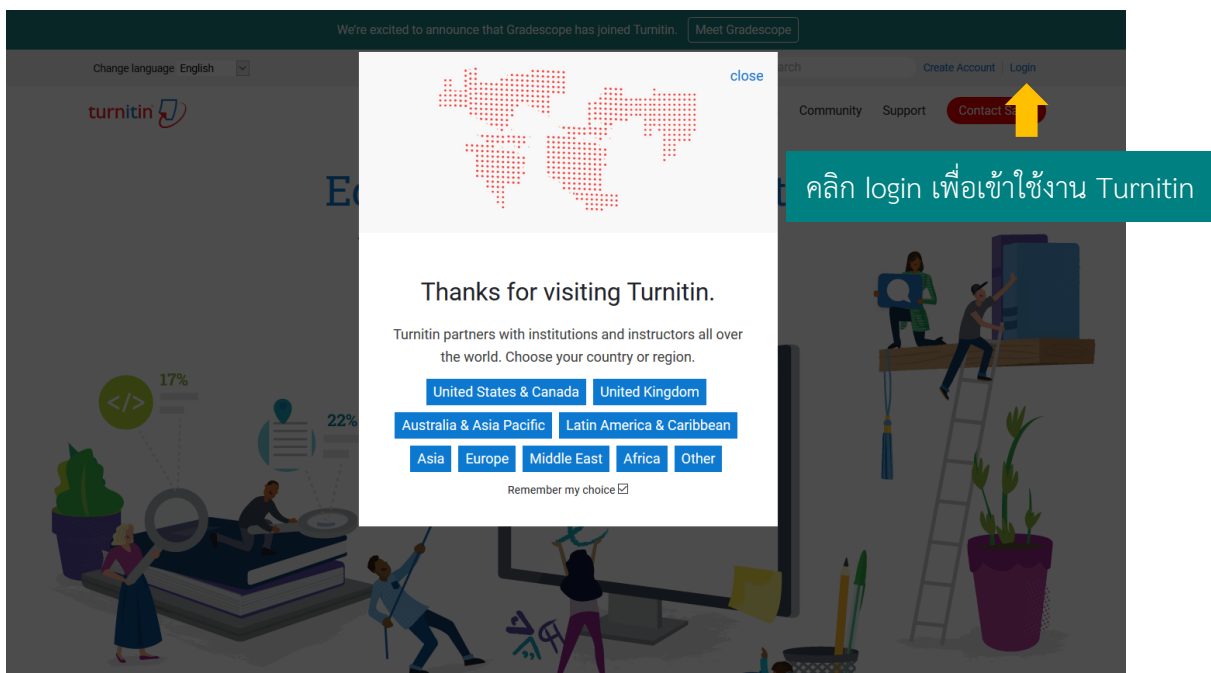 We're excited to announce that Gradescope has joined Turnitin. Meet Gradescope
Change language English
close
Create Account Login
turnitin
Community Support
คลิก login เพื่อเข้าใช้งาน Turnitin
Thanks for visiting Turnitin.
Turnitin partners with institutions and instructors all over
the world. Choose your country or region.
United States & Canada United Kingdom
Australia & Asia Pacific Latin America & Caribbean
Asia Europe Middle East Africa Other
Remember my choice
17%
</>
22%